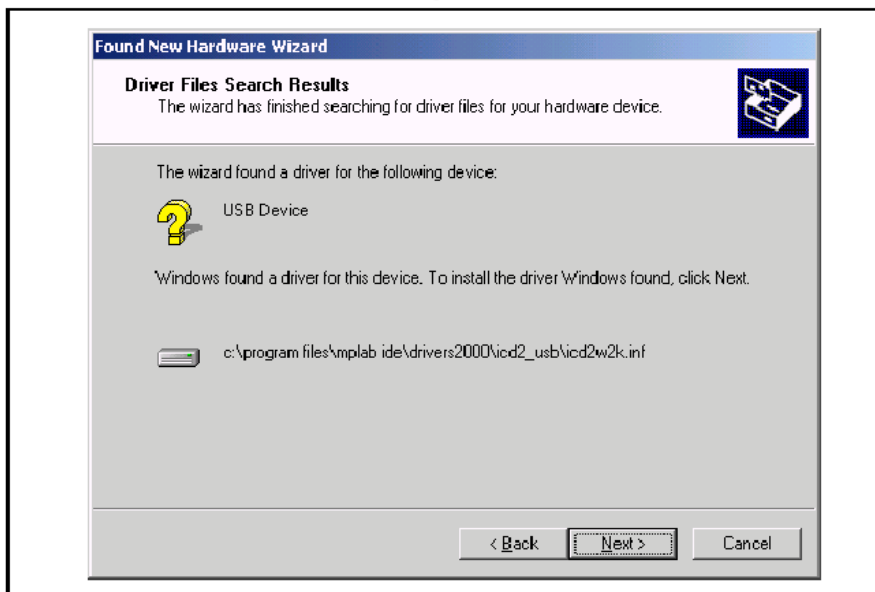 Found New Hardware Wizard
Driver Files Search Results
The wizard has finished searching for driver files for your hardware device.
The wizard found a driver for the following device:
USB Device
Windows found a driver for this device. To install the driver Windows found, click Next.
c:\program files\mplab ide\drivers2000\icd2_usb\icd2w2k.inf
< Back Next > Cancel